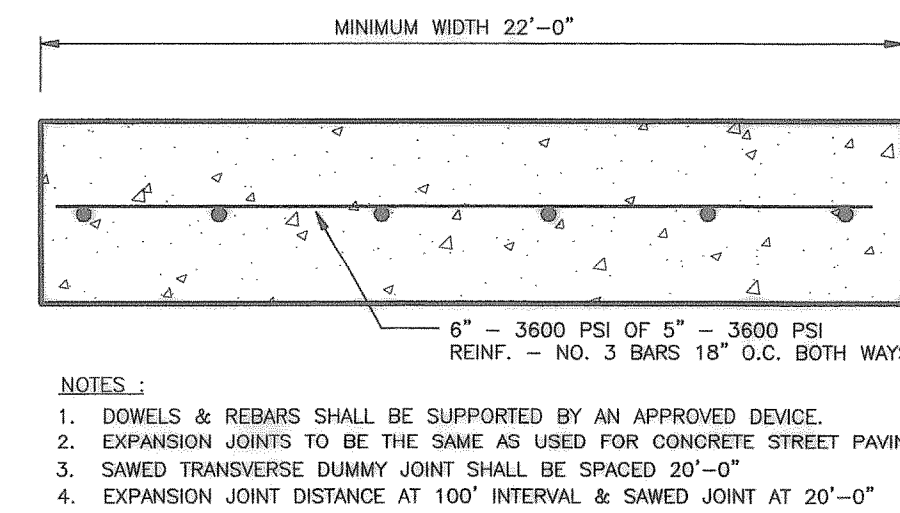 MINIMUM WIDTH 22'-0"
6" - 3600 PSI OF 5" - 3600 PSI
REINF. - NO. 3 BARS 18" O.C. BOTH WAYS
NOTES :
1. DOWELS & REBARS SHALL BE SUPPORTED BY AN APPROVED DEVICE.
2. EXPANSION JOINTS TO BE THE SAME AS USED FOR CONCRETE STREET PAVIN
3. SAWED TRANSVERSE DUMMY JOINT SHALL BE SPACED 20'-0"
4. EXPANSION JOINT DISTANCE AT 100' INTERVAL & SAWED JOINT AT 20'-0"